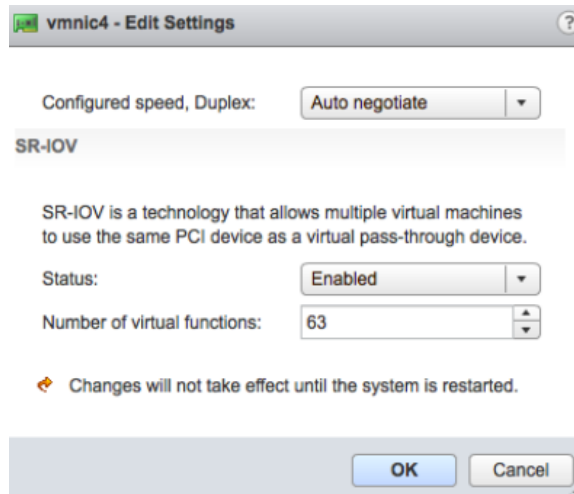 vmnic4 - Edit Settings
?
Configured speed, Duplex: Auto negotiate
SR-IOV
SR-IOV is a technology that allows multiple virtual machines
to use the same PCI device as a virtual pass-through device.
Status: Enabled
Number of virtual functions: 63
Changes will not take effect until the system is restarted.
OK Cancel